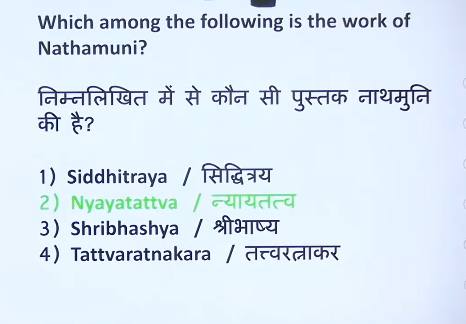 Which among the following is the work of
Nathamuni?
निम्नलिखित में से कौन सी पुस्तक नाथमुनि
की है?
1) Siddhitraya / सिद्धित्रय
2) Nyayatattva / न्यायतत्व
3) Shribhashya / श्रीभाष्य
4) Tattvaratnakara / तत्त्वरत्नाकर